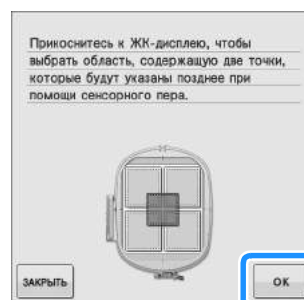 Прикоснитесь к ЖК-дисплею, чтобы
выбрать область, содержащую две точки,
которые будут указаны позднее при
помощи сенсорного пера.
ЗАКРЫТЬ
OK